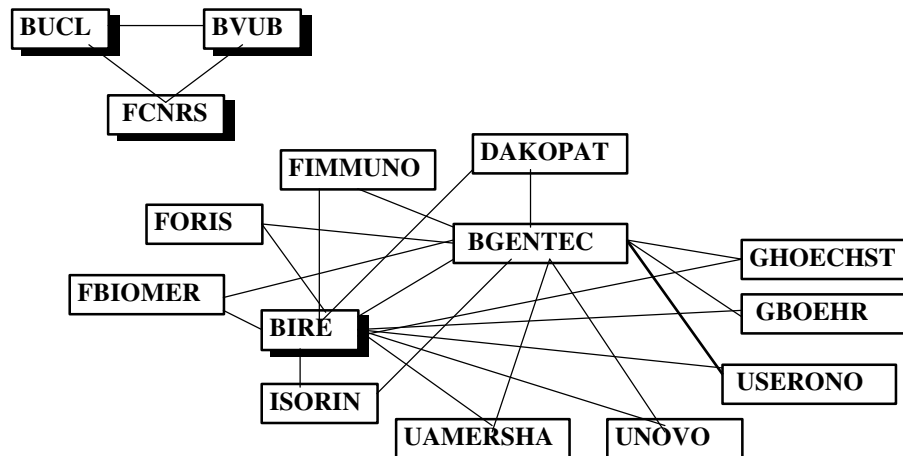 BUCL
BVUB
FCNRS
DAKOPAT
FIMMUNO
FORIS
BGENTEC
GHOECHST
FBIOMER
GBOEHR
BIRE
USERONO
ISORIN
UAMERSHA
UNOVO